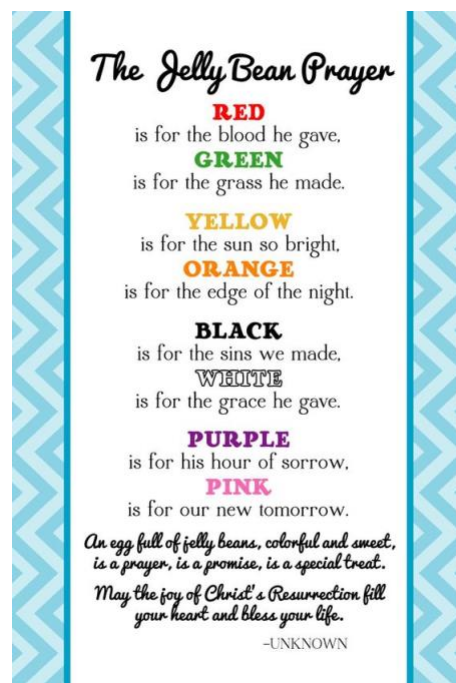 The Jelly Bean Prayer
RED
is for the blood he gave,
GREEN
is for the grass he made.
YELLOW
is for the sun so bright,
ORANGE
is for the edge of the night.
BLACK
is for the sins we made,
WHITE
is for the grace he gave.
PURPLE
is for his hour of sorrow,
PINK
is for our new tomorrow.
An egg full of jelly beans, colorful and sweet,
is a prayer, is a promise, is a special treat.
May the joy of Christ's Resurrection fill
your heart and bless your life.
-UNKNOWN